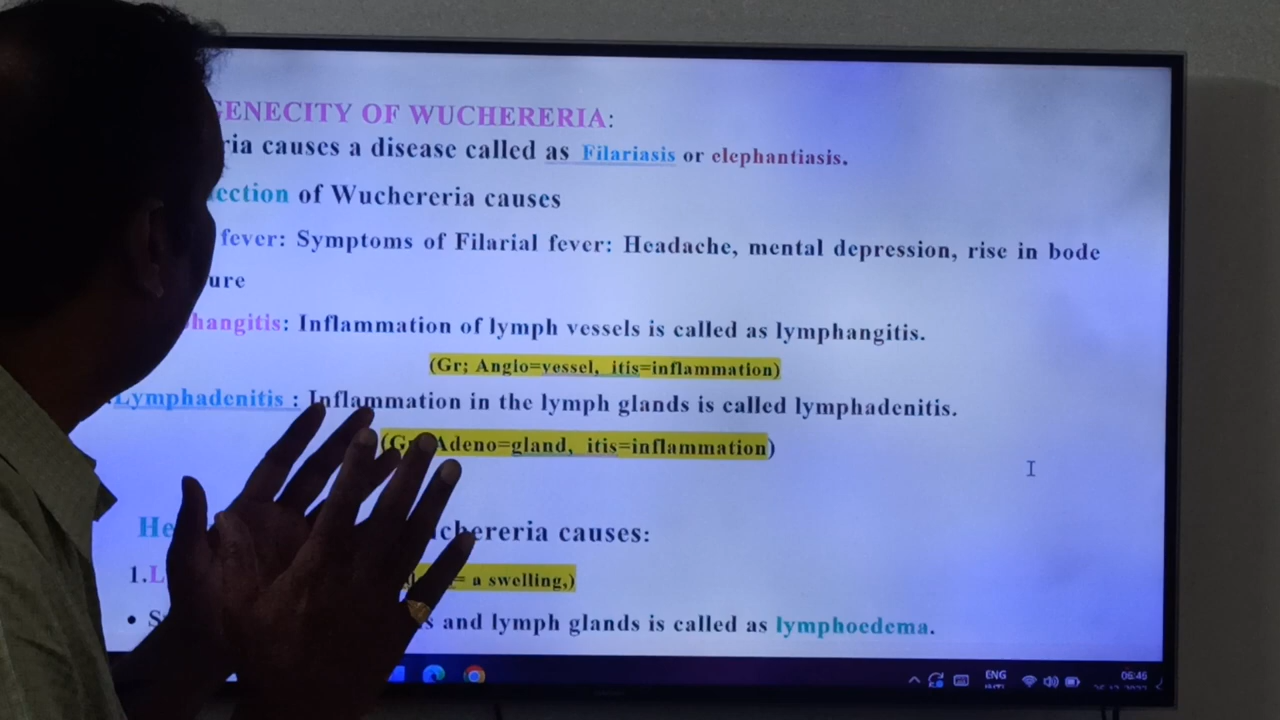 GENECITY OF WUCHERERIA:
causes a disease called as Filariasis or elephantiasis.
of Wuchereria causes
fever: Symptoms of Filarial fever: Headache, mental depression, rise in bode
ure
hangitis: Inflammation of lymph vessels is called as lymphangitis.
(Gr; Anglo=vessel, itis=inflammation)
Lymphadenitis : Inflammation in the lymph glands is called lymphadenitis.
(Gr; Adeno=gland, itis=inflammation)
He chereria causes:
1.L = a swelling,)
• S and lymph glands is called as lymphoedema.
ENG 06:46